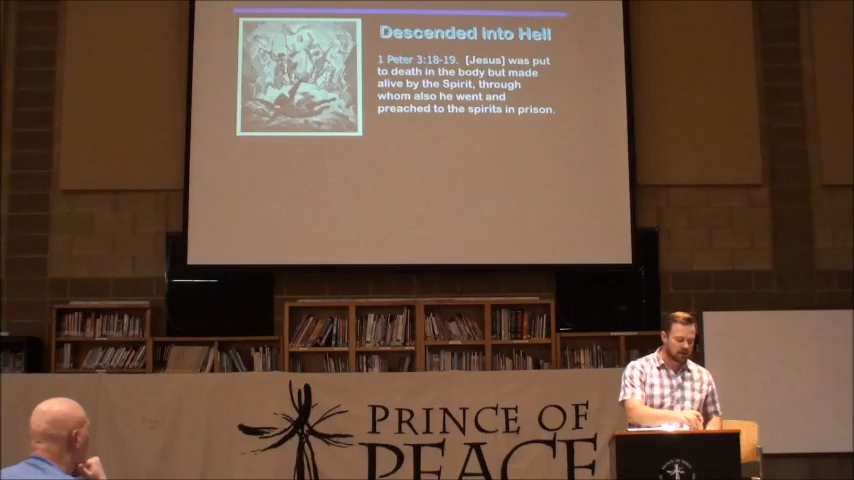 Descended into Hell
1 Peter 3:18-19. [Jesus] was put
to death in the body but made
alive by the Spirit, through
whom also he went and
preached to the spirits in prison.
PRINCE OF
PEACE